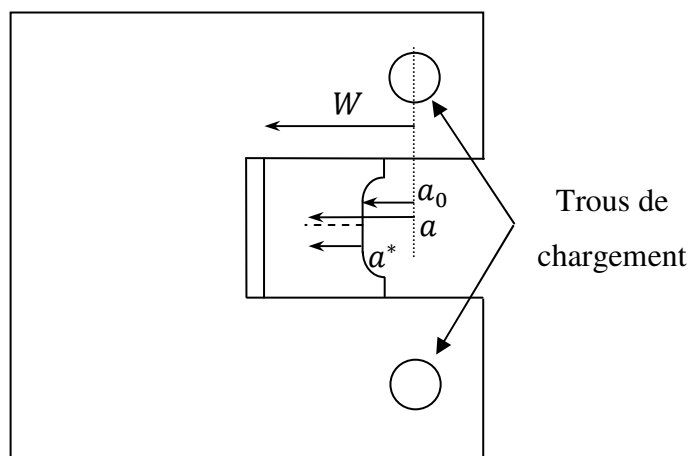 W
a₀
Trous de
a
chargement
a*